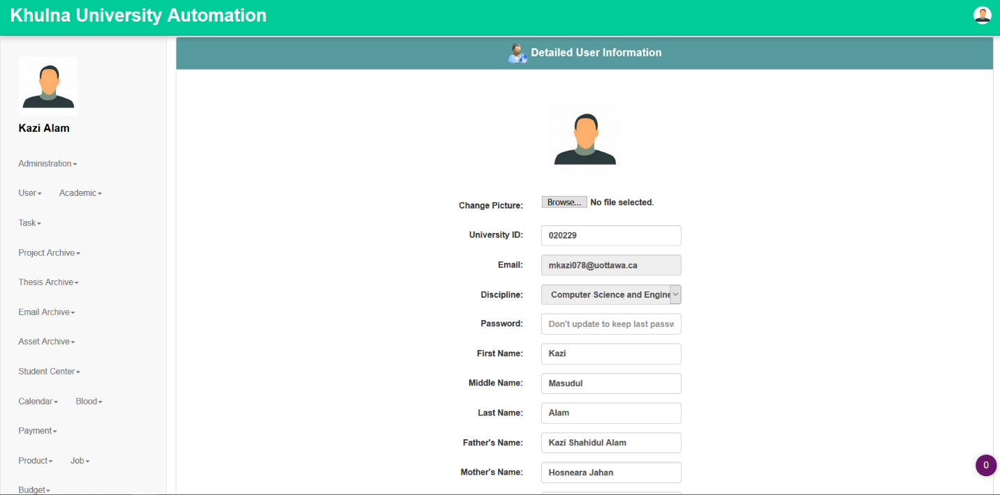 Khulna University Automation
Detailed User Information
Kazi Alam
Administration
User Academic
Task
Project Archive
Thesis Archive
Email Archive
Asset Archive
Student Center
Calendar Blood
Payment
Product Job
Budget
Change Picture: Browse... No file selected.
University ID: 020229
Email: mkazi078@uottawa.ca
Discipline: Computer Science and Engine
Password: Don't update to keep last passw
First Name: Kazi
Middle Name: Masudul
Last Name: Alam
Father's Name: Kazi Shahidul Alam
Mother's Name: Hosneara Jahan
0